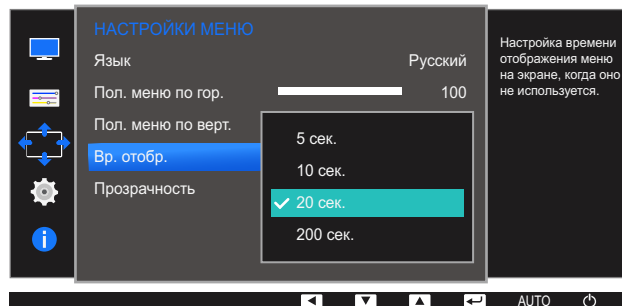 НАСТРОЙКИ МЕНЮ
Язык Русский
Пол. меню по гор. 100
Пол. меню по верт.
Вр. отобр.
Прозрачность
5 сек.
10 сек.
20 сек.
200 сек.
Настройка времени
отображения меню
на экране, когда оно
не используется.
AUTO